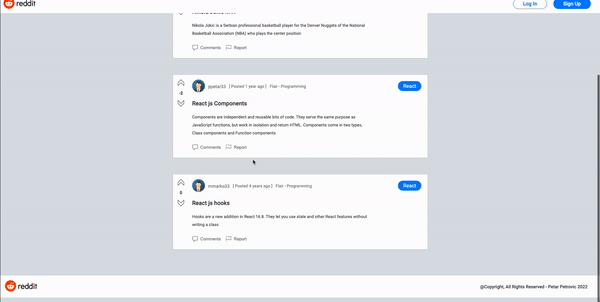 reddit
Log In
Sign Up
Nikola Jokic is a Serbian professional basketball player for the Denver Nuggets of the National
Basketball Association (NBA) who plays the center position
Comments
Report
[Posted 1 year ago]
Flair - Programming
React
-2
React js Components
Components are independent and reusable bits of code. They serve the same purpose as
JavaScript functions, but work in isolation and return HTML. Components come in two types,
Class components and Function components
Comments
Report
mmarko33
[Posted 4 years ago]
Flair - Programming
React
0
React js hooks
Hooks are a new addition in React 16.8. They let you use state and other React features without
writing a class
Comments
Report
reddit
@Copyright, All Rights Reserved - Petar Petrovic 2022